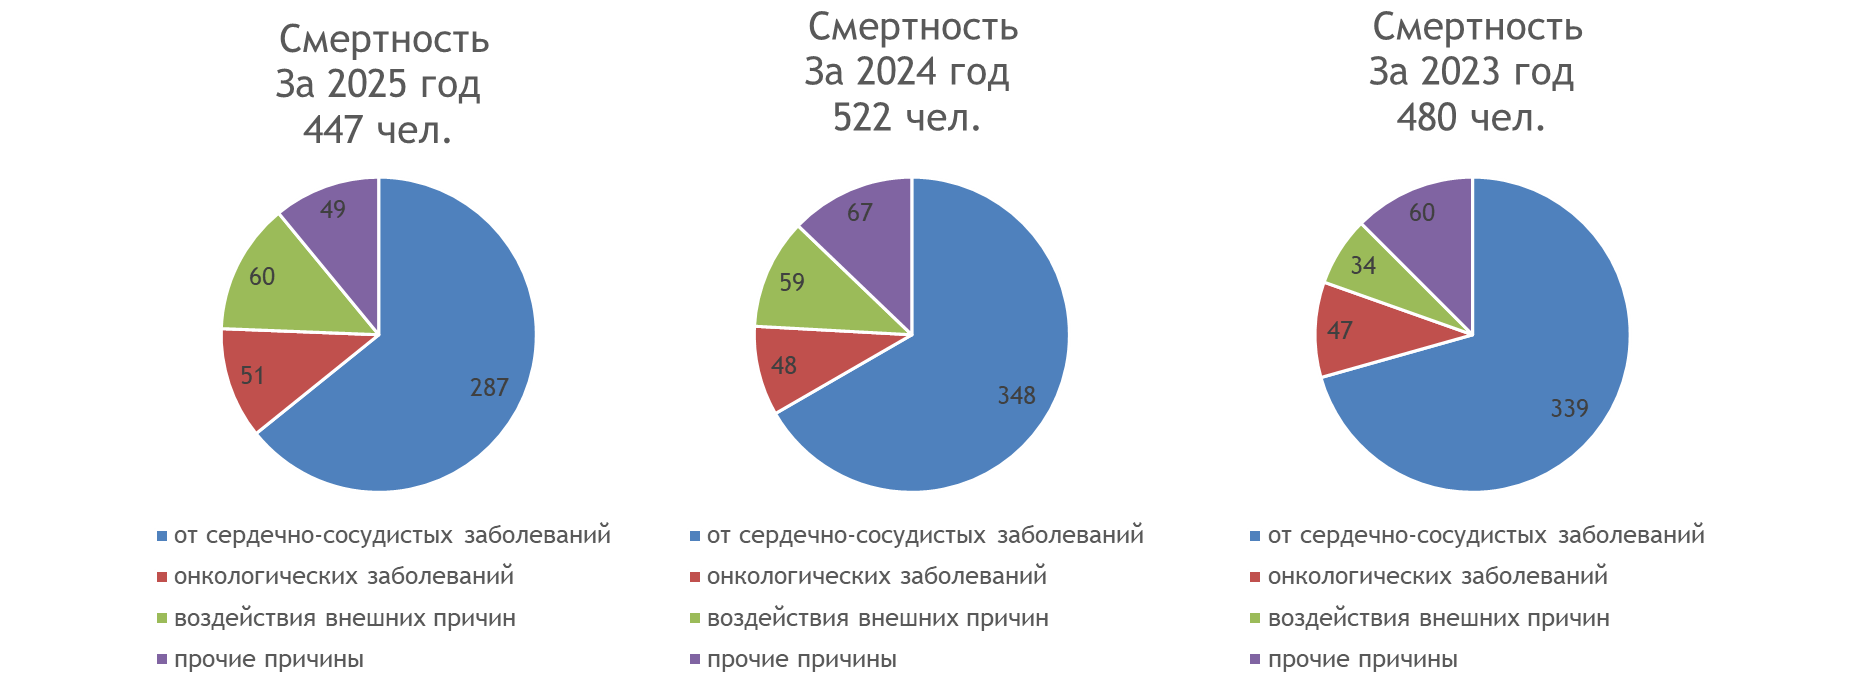 Смертность
За 2025 год
447 чел.
49
60
51
287
от сердечно-сосудистых заболеваний
онкологических заболеваний
воздействия внешних причин
прочие причины
Смертность
За 2024 год
522 чел.
67
59
48
348
от сердечно-сосудистых заболеваний
онкологических заболеваний
воздействия внешних причин
прочие причины
Смертность
За 2023 год
480 чел.
60
34
47
339
от сердечно-сосудистых заболеваний
онкологических заболеваний
воздействия внешних причин
прочие причины